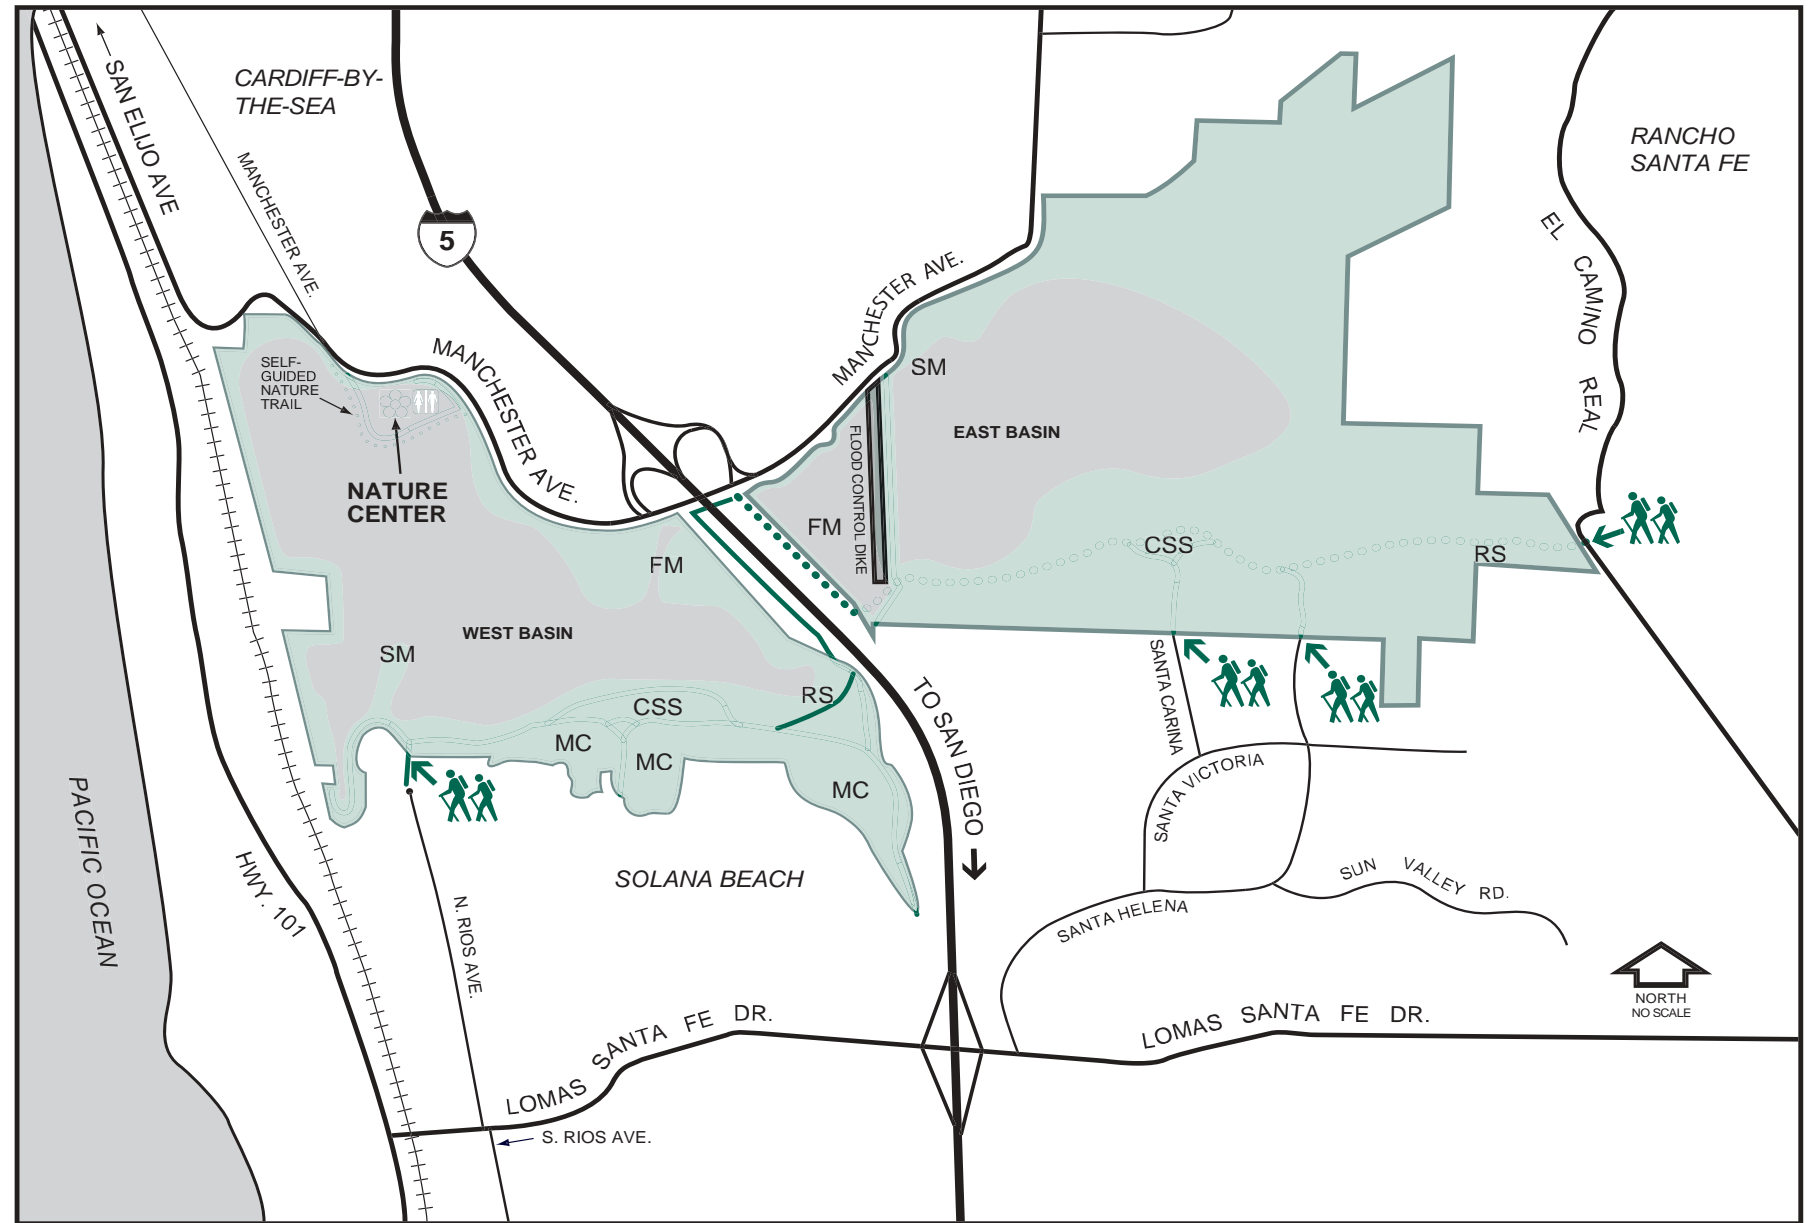 SAN ELIJO AVE
CARDIFF-BY-
THE-SEA
MANCHESTER AVE.
5
RANCHO
SANTA FE
EL CAMINO REAL
MANCHESTER AVE.
MANCHESTER AVE.
SELF-
GUIDED
NATURE
TRAIL
NATURE
CENTER
SM
EAST BASIN
FLOOD CONTROL DIKE
FM
FM
CSS
RS
WEST BASIN
SM
RS
CSS
MC
MC
MC
TO SAN DIEGO
SANTA CARINA
SANTA VICTORIA
PACIFIC OCEAN
HWY. 101
SOLANA BEACH
N. RIOS AVE.
SANTA HELENA
SUN VALLEY RD.
NORTH
NO SCALE
LOMAS SANTA FE DR.
LOMAS SANTA FE DR.
S. RIOS AVE.